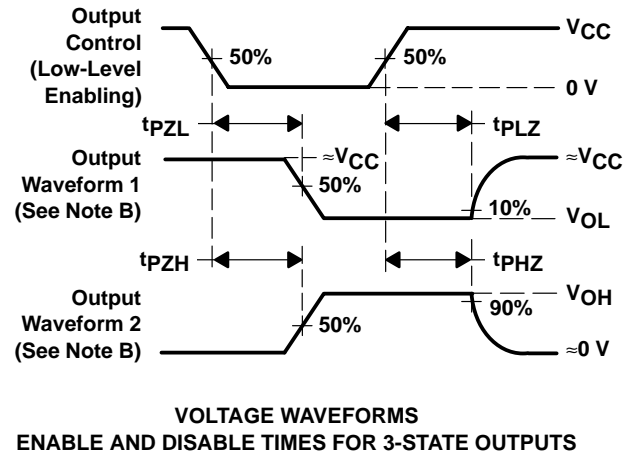 Output
Control
(Low-Level
Enabling)
50%
50%
VCC
0 V
tPZL
tPLZ
Output
Waveform 1
(See Note B)
≈VCC
50%
10%
≈VCC
VOL
tPZH
tPHZ
Output
Waveform 2
(See Note B)
50%
90%
VOH
≈0 V
VOLTAGE WAVEFORMS
ENABLE AND DISABLE TIMES FOR 3-STATE OUTPUTS